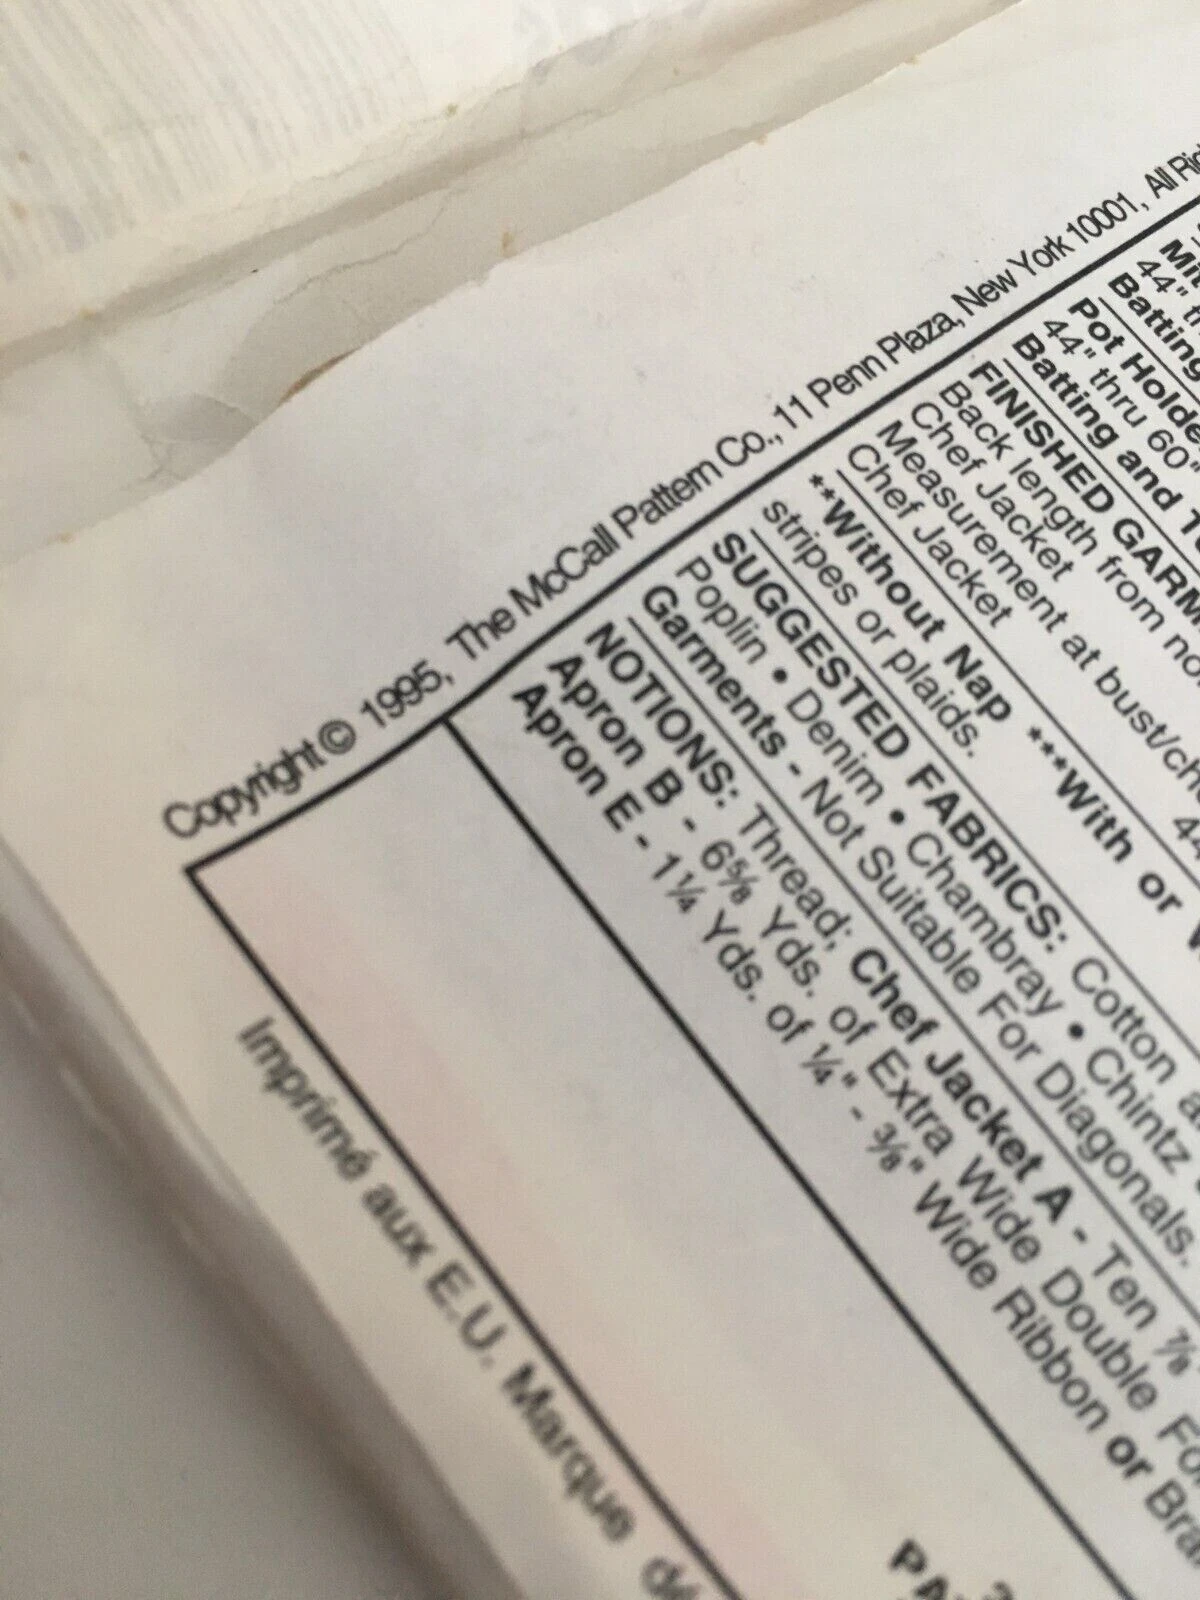 Copyright© 1995, The McCall Pattern Co., 11 Penn Plaza, New York 10001, All
44"
Batting
Pot
44" thru 60"
Batting and
FINISHED
Back length from
Chef Jacket
Measurement at
Chef Jacket
**Without Nap ***With or
stripes or plaids.
SUGGESTED FABRICS: Cotton
Poplin • Denim • Chambray • Chintz
Garments - Not Suitable For Diagonals.
NOTIONS: Thread; Chef Jacket A - Ten 7/8
Apron B - 6⅝ Yds. of Extra Wide Double
Apron E - 1¼ Yds. of ¼" - ⅜" Wide Ribbon or
Imprimé aux E.U. Marque